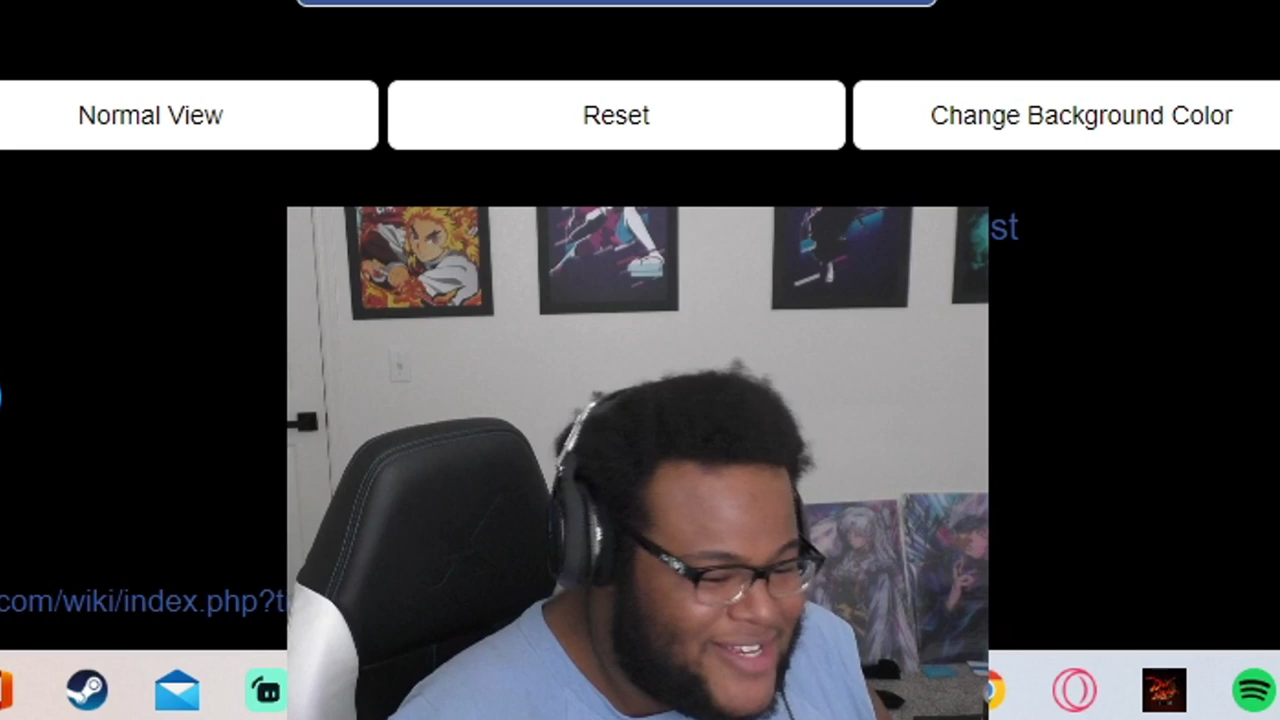 Normal View
Reset
Change Background Color
st
com/wiki/index.php?t